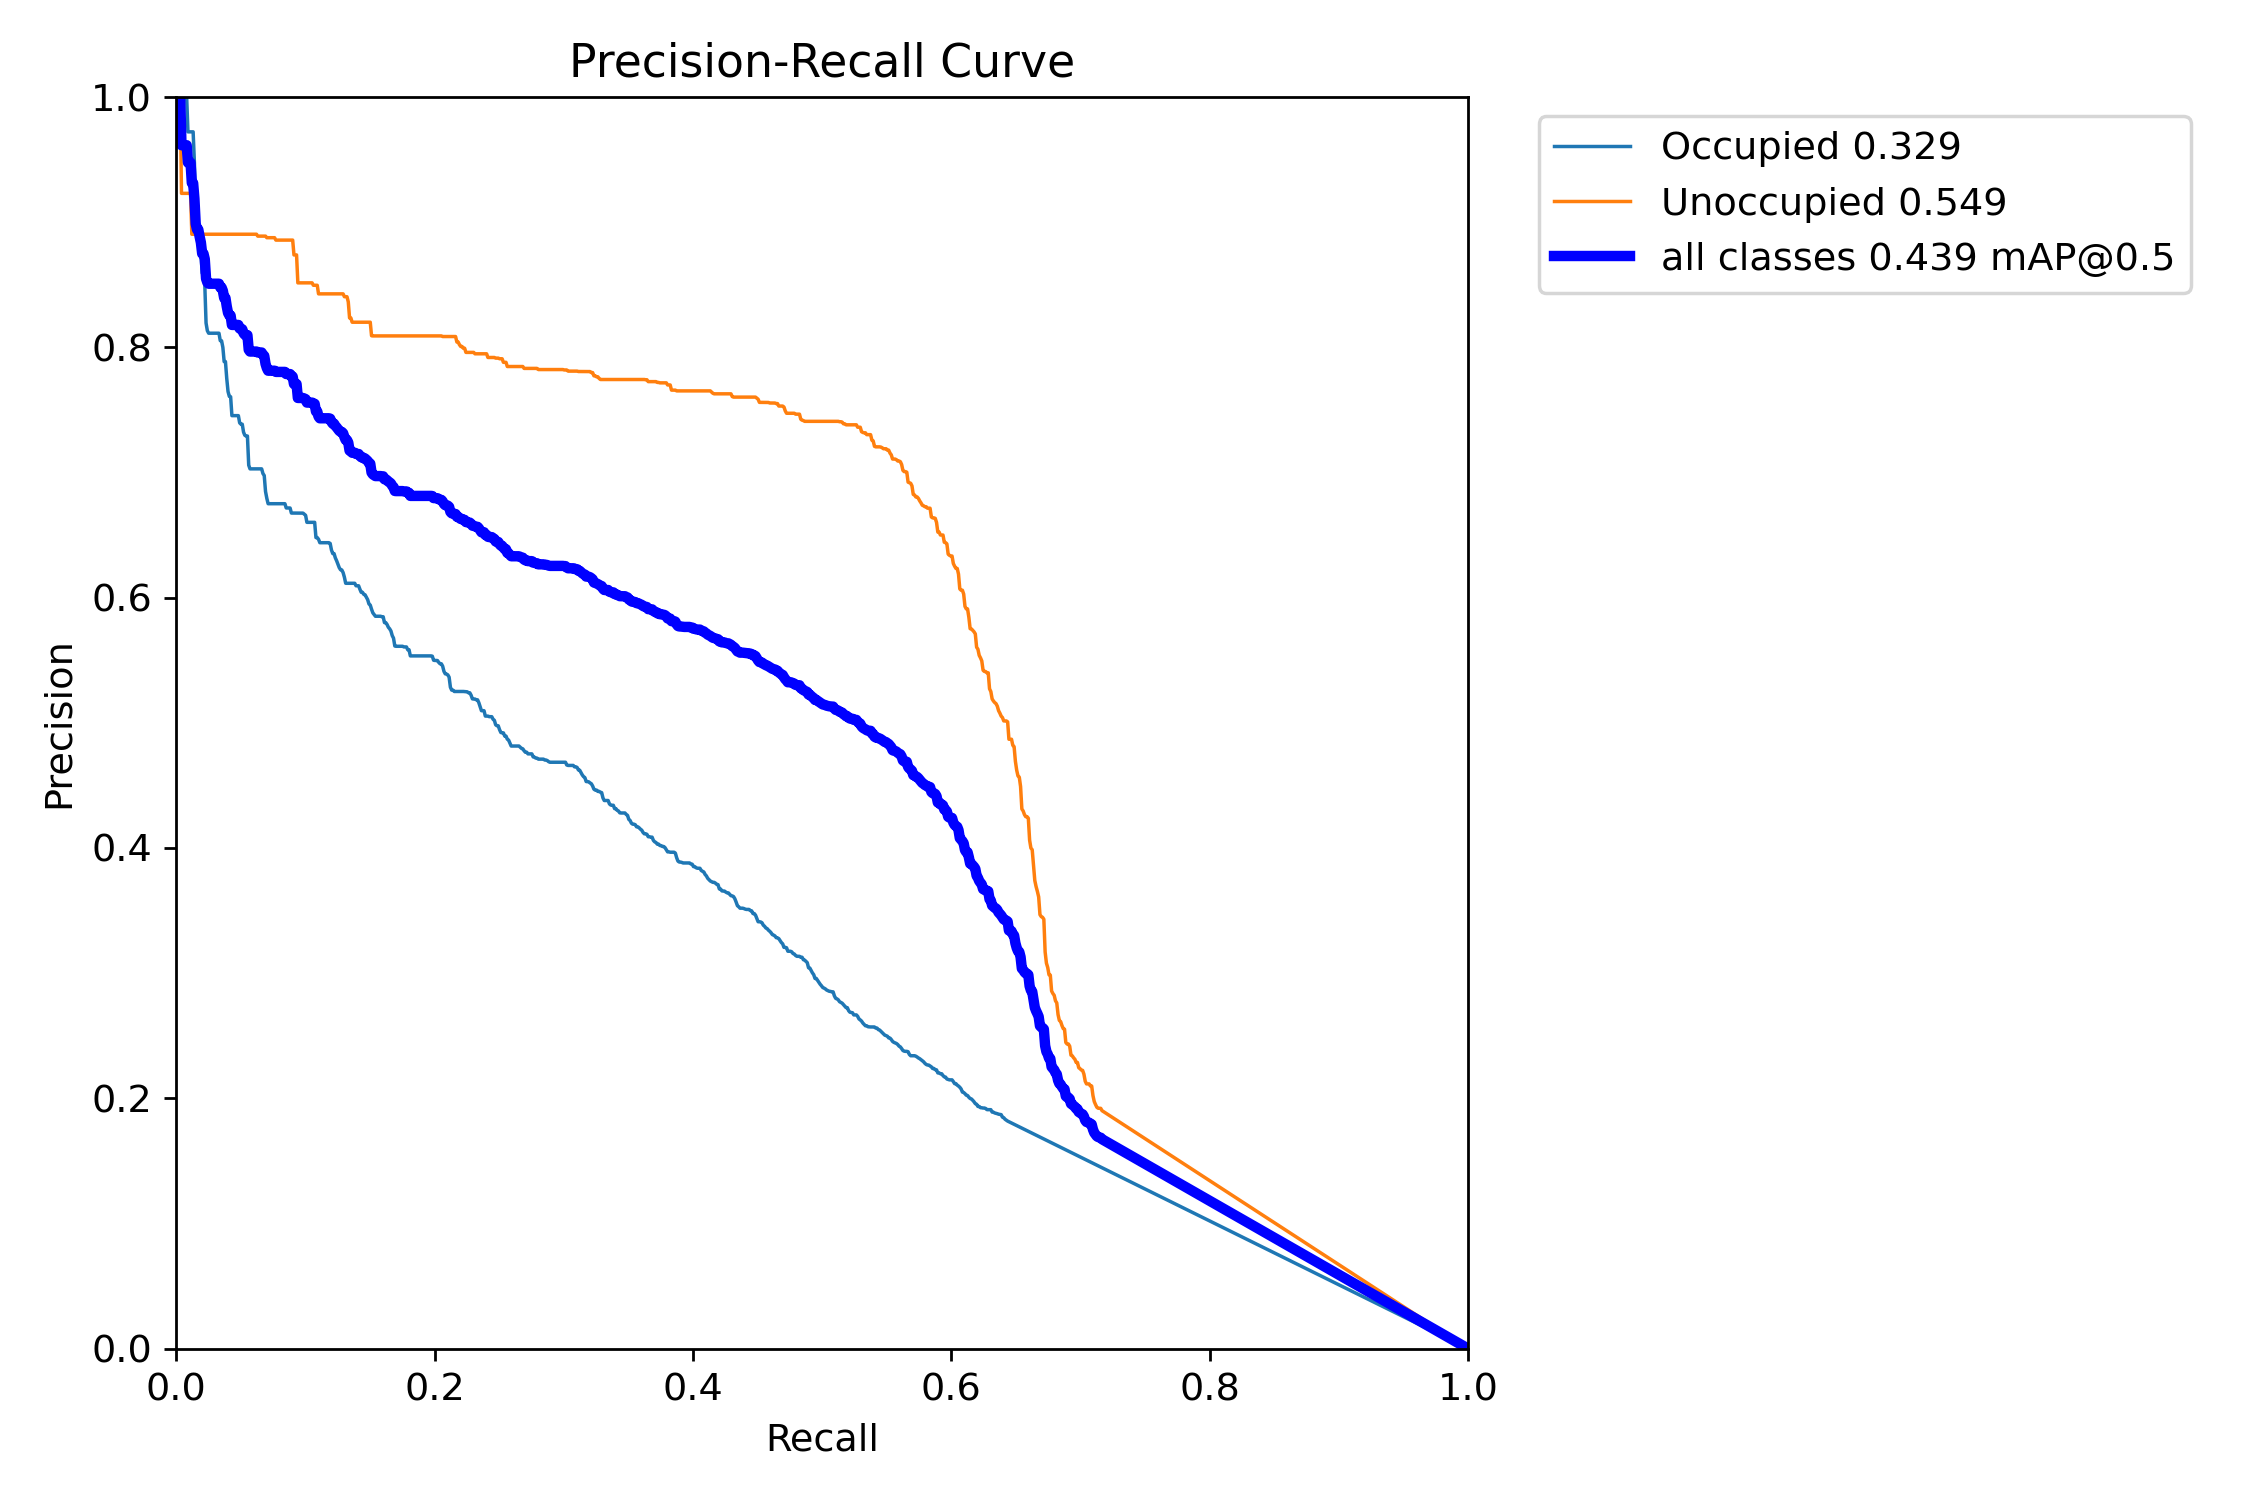 Precision-Recall Curve
1.0
0.8
0.6
0.4
0.2
0.0
Precision
0.0 0.2 0.4 0.6 0.8 1.0
Recall
Occupied 0.329
Unoccupied 0.549
all classes 0.439 mAP@0.5